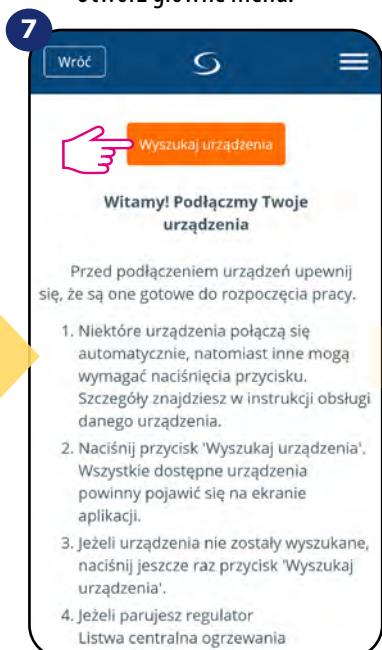 Otwórz główne menu.
7
Wróć
Wyszukaj urządzenia
Witamy! Podłączmy Twoje
urządzenia
Przed podłączeniem urządzeń upewnij
się, że są one gotowe do rozpoczęcia pracy.
1. Niektóre urządzenia połączą się
automatycznie, natomiast inne mogą
wymagać naciśnięcia przycisku.
Szczegóły znajdziesz w instrukcji obsługi
danego urządzenia.
2. Naciśnij przycisk 'Wyszukaj urządzenia'.
Wszystkie dostępne urządzenia
powinny pojawić się na ekranie
aplikacji.
3. Jeżeli urządzenia nie zostały wyszukane,
naciśnij jeszcze raz przycisk 'Wyszukaj
urządzenia'.
4. Jeżeli parujesz regulator
Listwa centralna ogrzewania